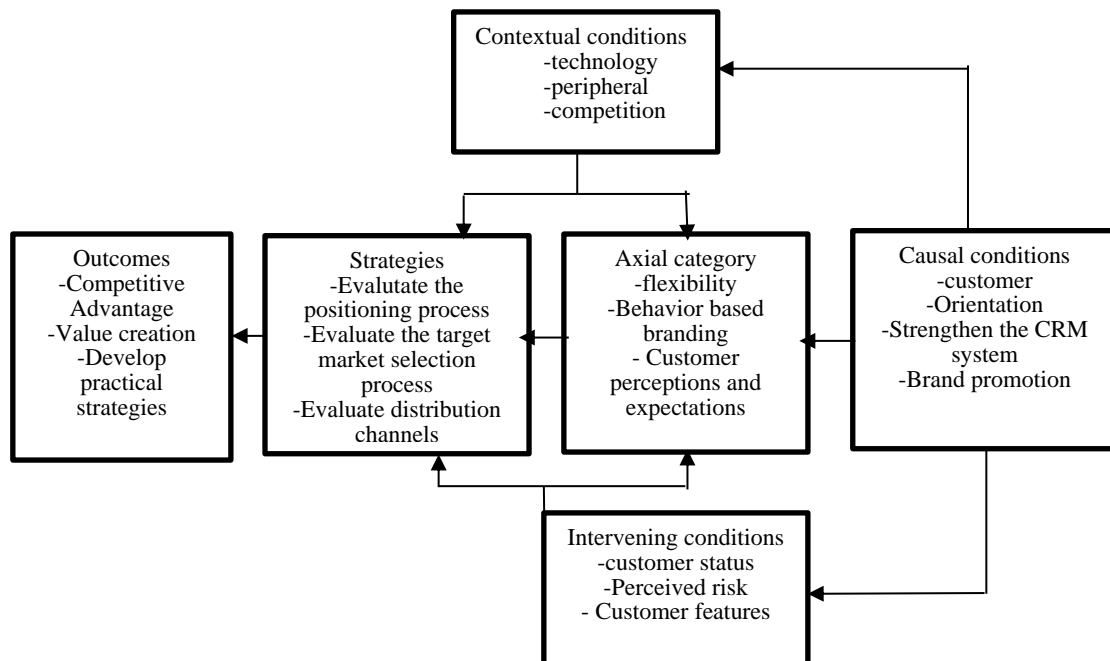 Contextual conditions
-technology
-peripheral
-competition
Outcomes
-Competitive
Advantage
-Value creation
-Develop
practical
strategies
Strategies
-Evalutate the
positioning process
-Evaluate the target
market selection
process
-Evaluate distribution
channels
Axial category
-flexibility
-Behavior based
branding
- Customer
perceptions and
expectations
Causal conditions
-customer
-Orientation
-Strengthen the CRM
system
-Brand promotion
Intervening conditions
-customer status
-Perceived risk
- Customer features